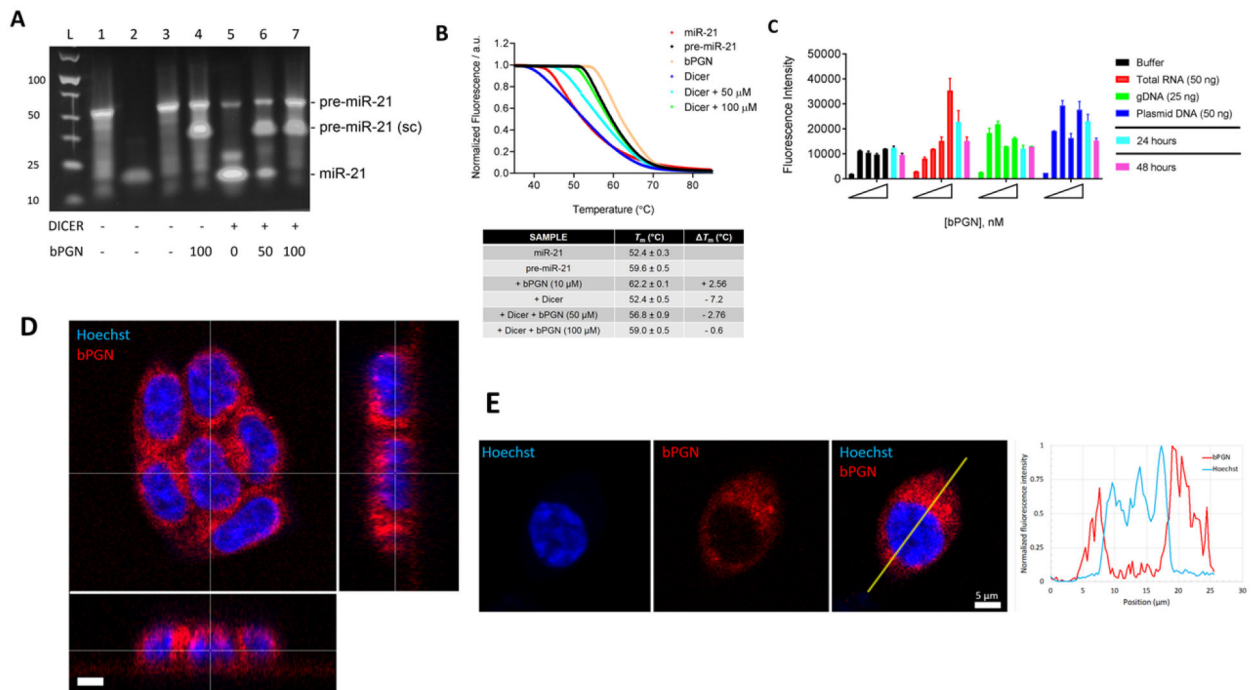 A
L 1 2 3 4 5 6 7
100
50
25
10
pre-miR-21
pre-miR-21 (sc)
miR-21
DICER - - - - + + +
bPGN - - - 100 0 50 100
B
Normalized Fluorescence / a.u.
1.2
1.0
0.8
0.6
0.4
0.2
0.0
40 50 60 70 80
Temperature (°C)
miR-21
pre-miR-21
bPGN
Dicer
Dicer + 50 μM
Dicer + 100 μM
SAMPLE Tm (°C) ΔTm (°C)
miR-21 52.4 ± 0.3
pre-miR-21 59.6 ± 0.5
+ bPGN (10 μM) 62.2 ± 0.1 + 2.56
+ Dicer 52.4 ± 0.5 - 7.2
+ Dicer + bPGN (50 μM) 56.8 ± 0.9 - 2.76
+ Dicer + bPGN (100 μM) 59.0 ± 0.5 - 0.6
C
Fluorescence Intensity
50000
40000
30000
20000
10000
0
[bPGN], nM
Buffer
Total RNA (50 ng)
gDNA (25 ng)
Plasmid DNA (50 ng)
24 hours
48 hours
D
Hoechst
bPGN
E
Hoechst
bPGN
Hoechst
bPGN
5 μm
Normalized fluorescence intensity
1
0.75
0.5
0.25
0
0 5 10 15 20 25 30
Position (μm)
bPGN
Hoechst